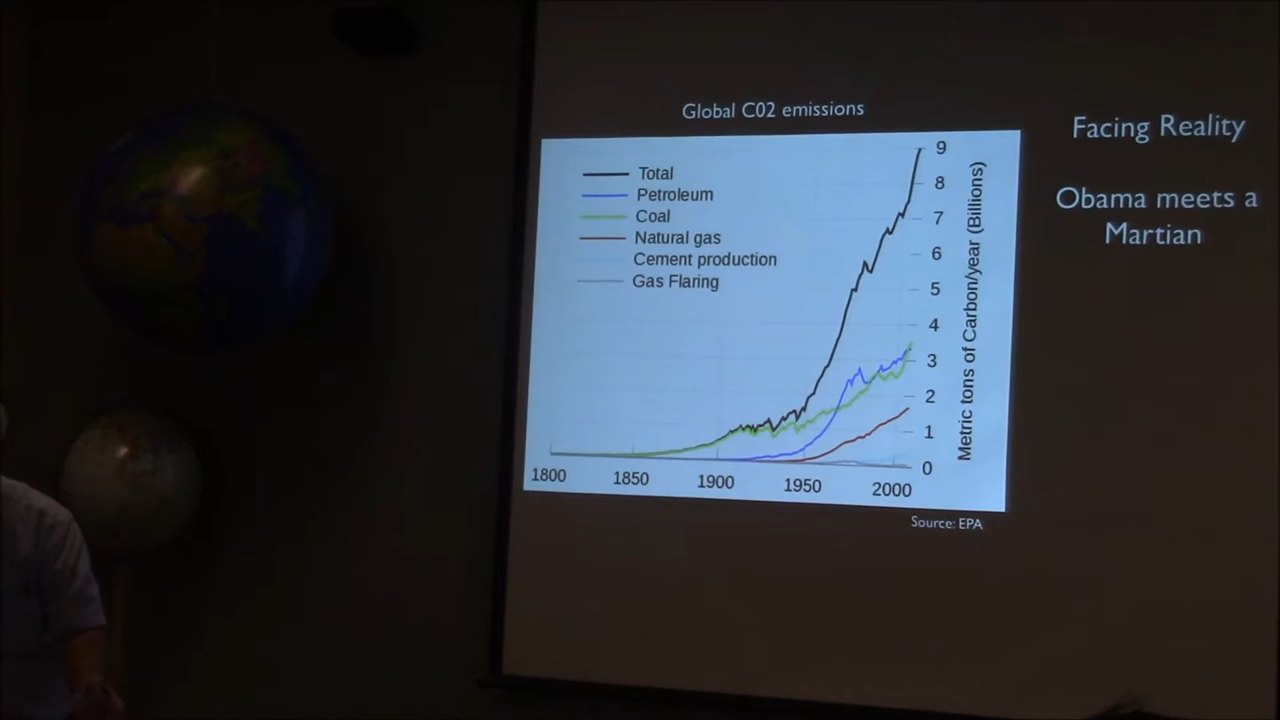 Global C02 emissions
Facing Reality
Obama meets a
Martian
Total
Petroleum
Coal
Natural gas
Cement production
Gas Flaring
9
8
7
6
5
4
3
2
1
0
Metric tons of Carbon/year (Billions)
1800 1850 1900 1950 2000
Source: EPA